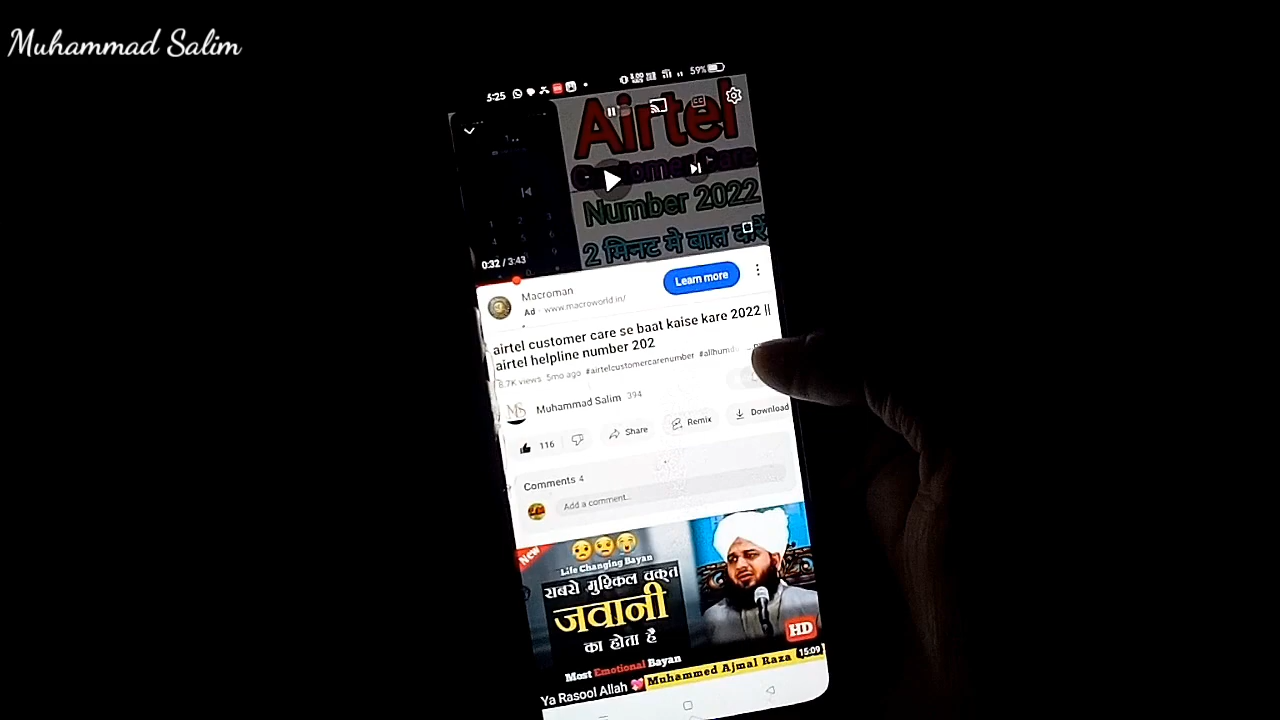 Muhammad Salim
5:25 59%
Airtel
Customer Care
Number 2022
2 मिनट मे बात करें
0:32 / 3:43
Macroman
Ad · www.macroworld.in/
Learn more
airtel customer care se baat kaise kare 2022 ||
airtel helpline number 202
8.7K views 5mo ago #airtelcustomercarenumber
Muhammad Salim 394
116 Share Remix Download
Comments 4
Add a comment...
New
Life Changing Bayan
सबसे मुश्किल वक़्त
जवानी
का होता है
HD
Most Emotional Bayan
15:09
Ya Rasool Allah 💖 Muhammed Ajmal Raza